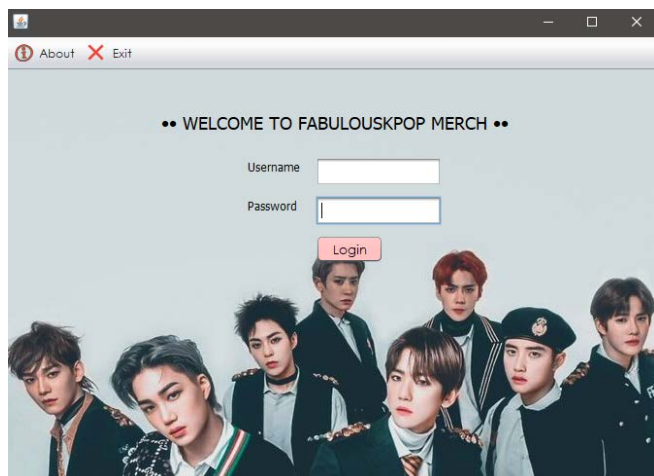 About Exit
•• WELCOME TO FABULOUSKPOP MERCH ••
Username
Password
Login